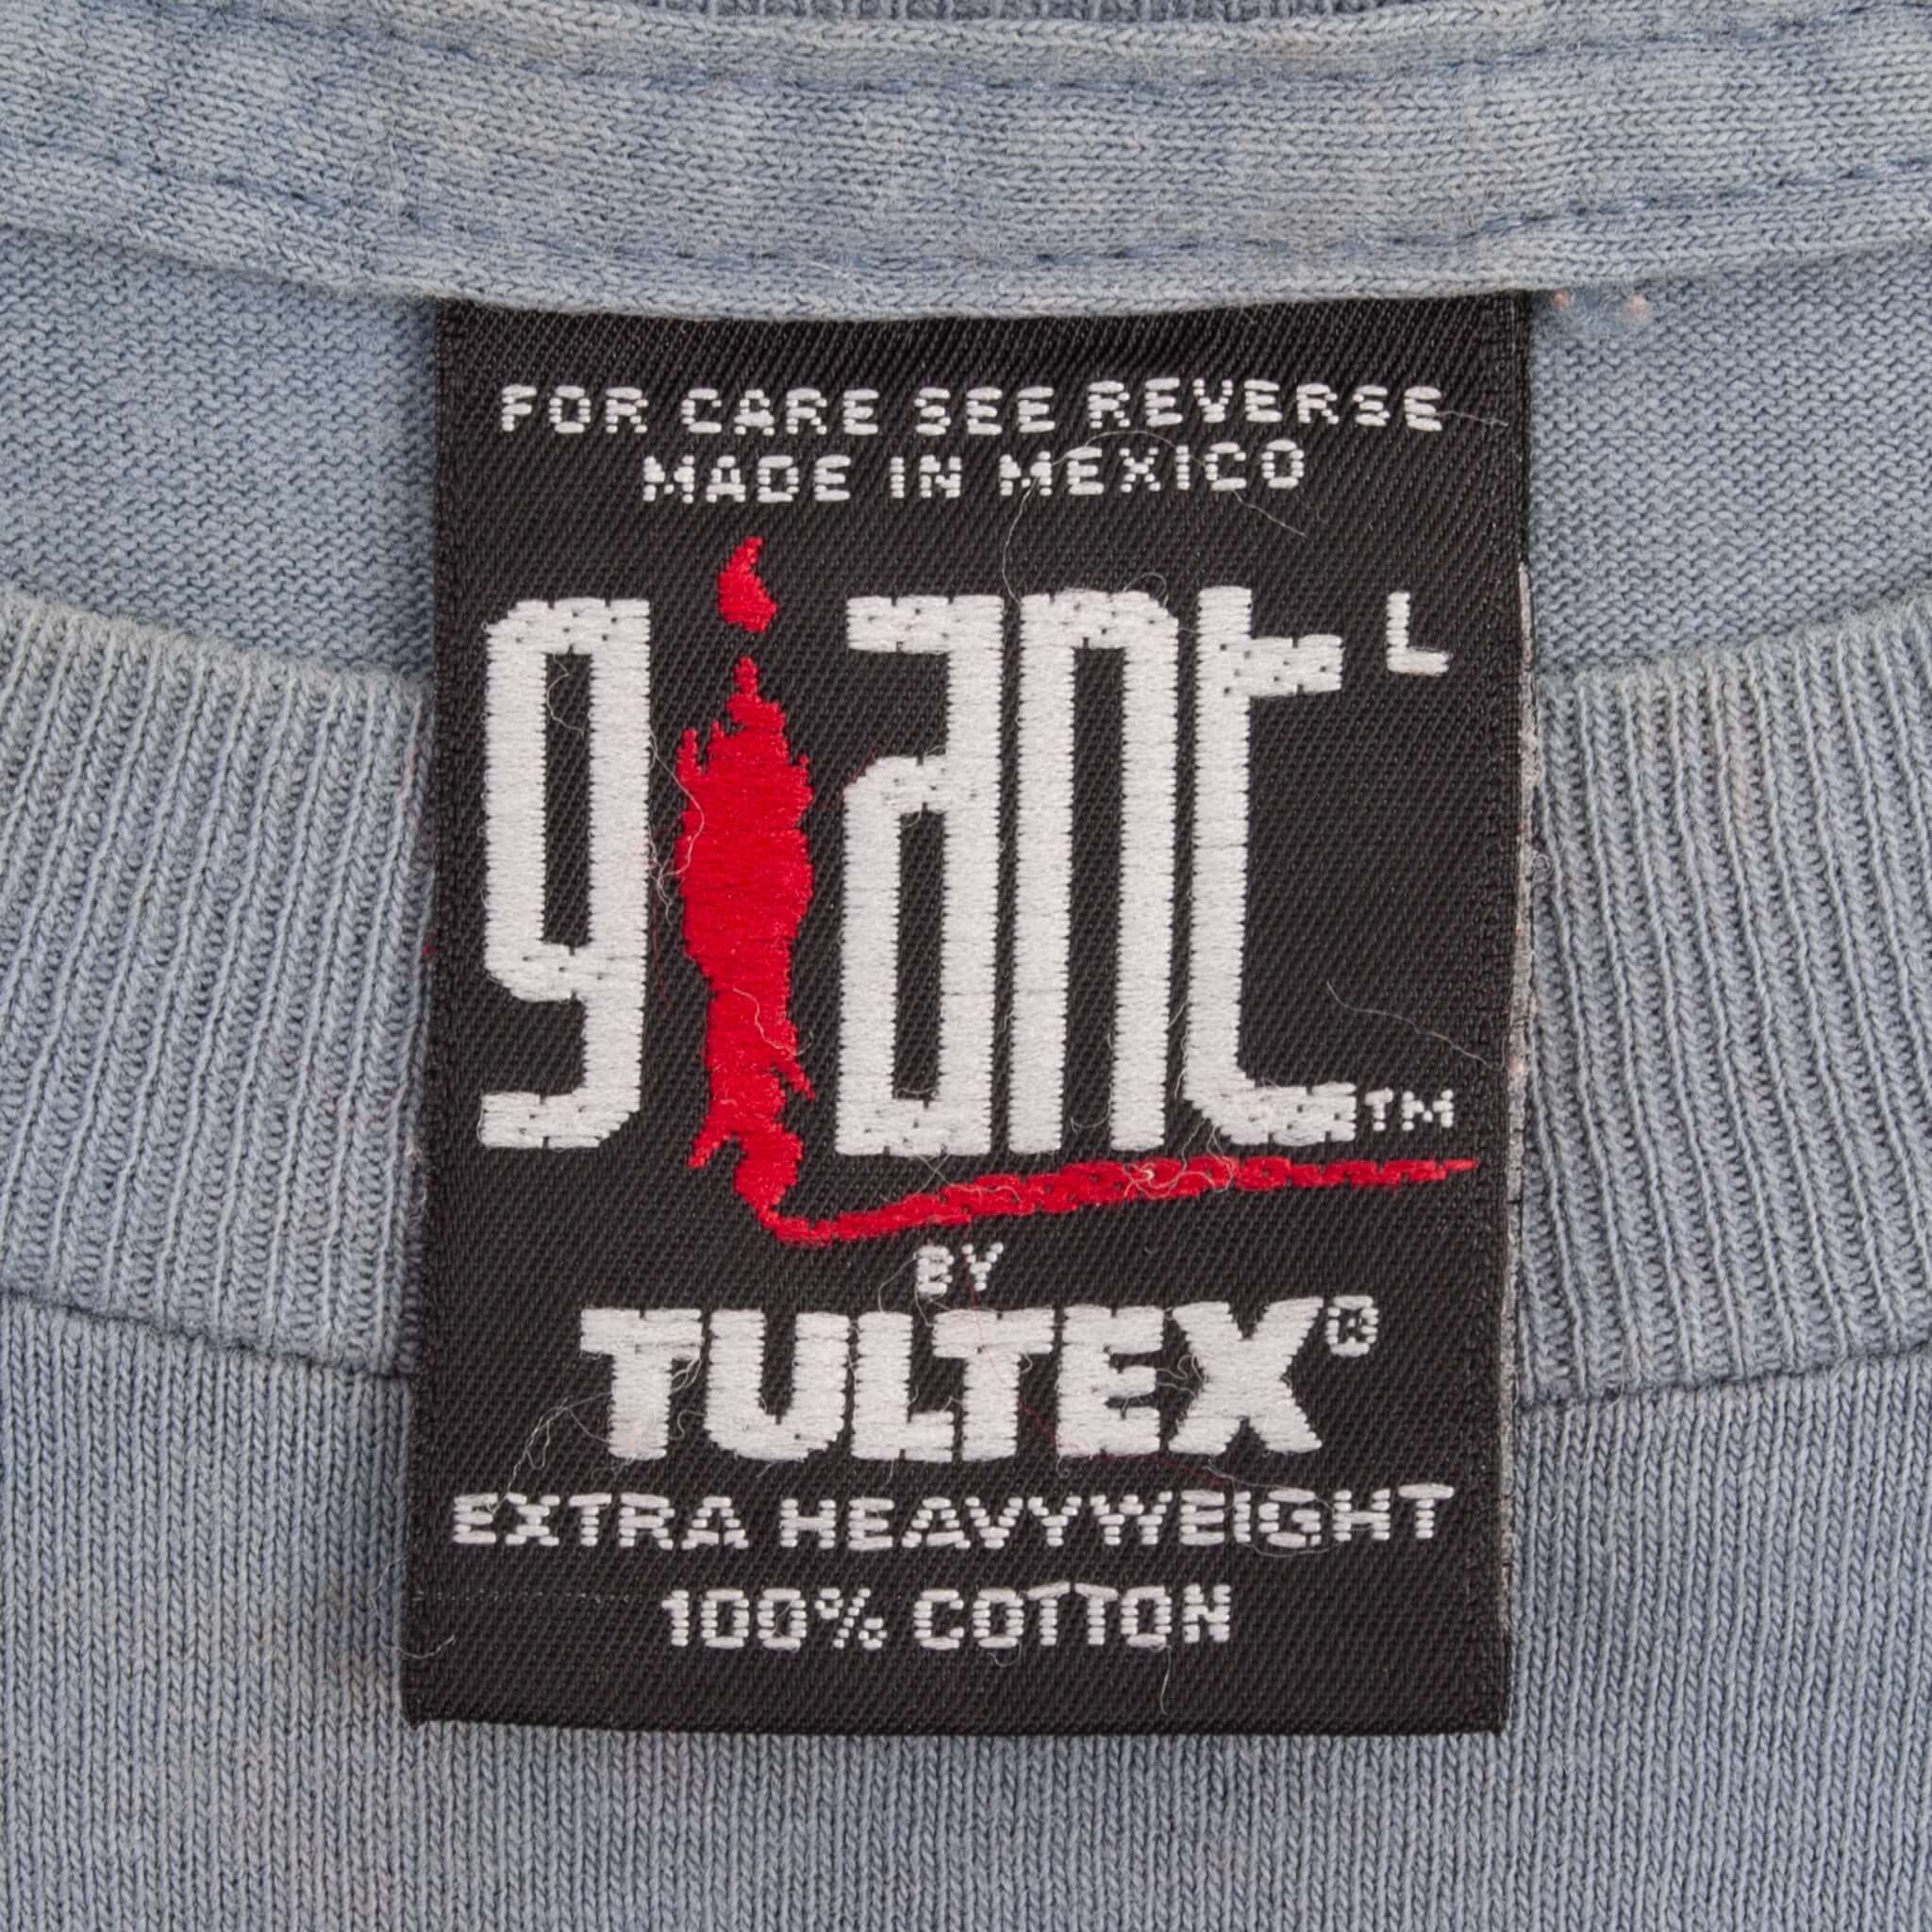 FOR CARE SEE REVERSE
MADE IN MEXICO
giant L
TM
BY
TULTEX®
EXTRA HEAVYWEIGHT
100% COTTON